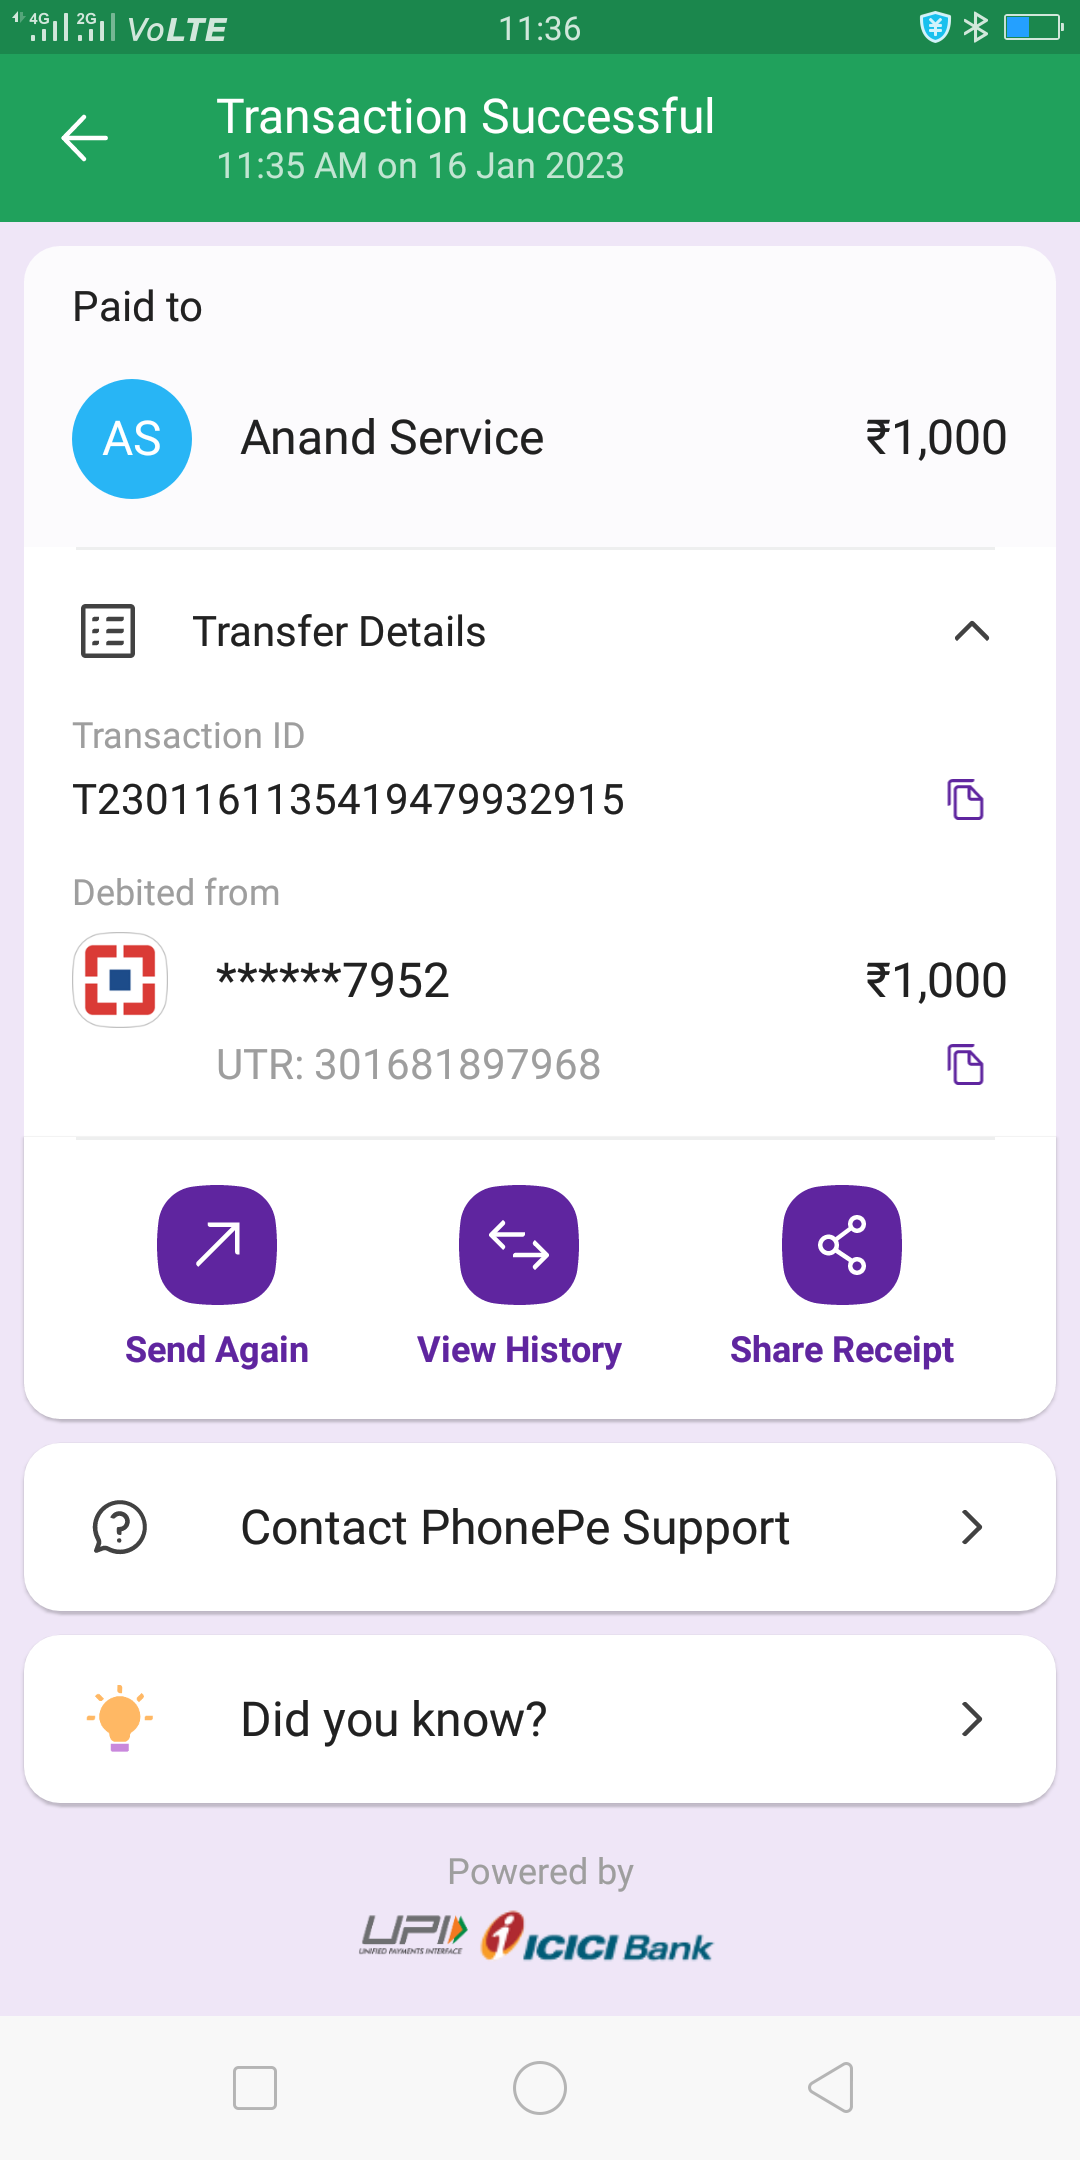 4G 2G VoLTE 11:36
Transaction Successful
11:35 AM on 16 Jan 2023
Paid to
AS Anand Service ₹1,000
Transfer Details
Transaction ID
T2301161135419479932915
Debited from
******7952 ₹1,000
UTR: 301681897968
Send Again View History Share Receipt
Contact PhonePe Support
Did you know?
Powered by
UPI ICICI Bank
UNIFIED PAYMENTS INTERFACE